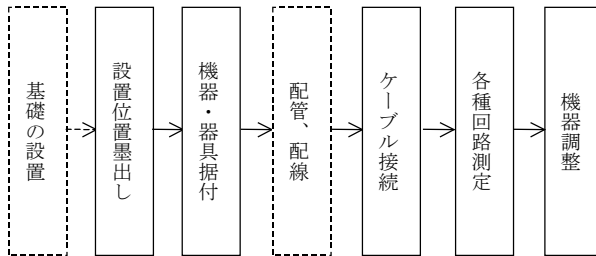 基礎の設置
設置位置墨出し
機器・器具据付
配管、配線
ケーブル接続
各種回路測定
機器調整